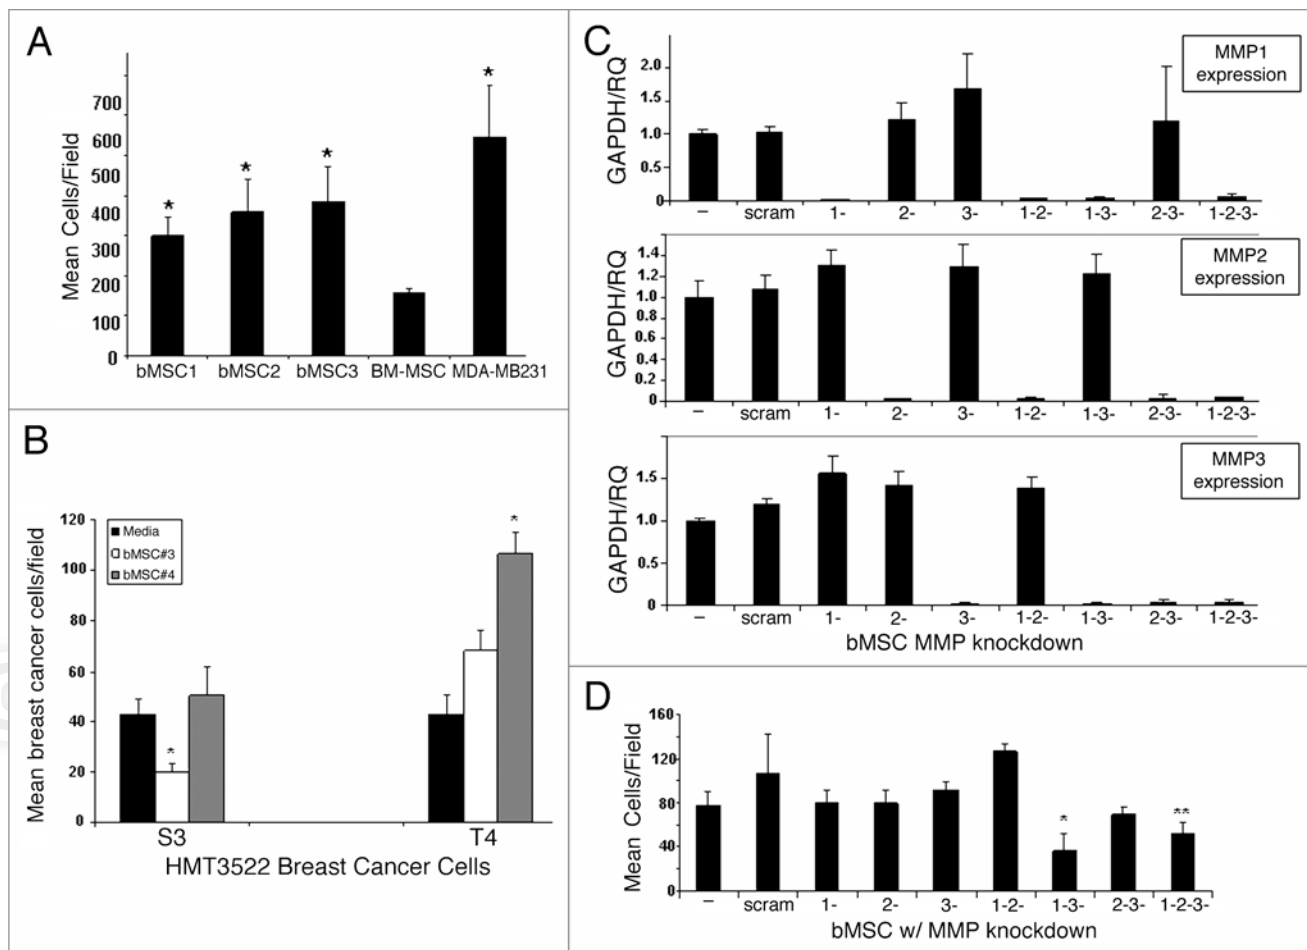 A
Mean Cells/Field
700
600
500
400
300
200
100
0
* * * *
bMSC1 bMSC2 bMSC3 BM-MSC MDA-MB231
B
Mean breast cancer cells/field
120
100
80
60
40
20
0
Media
bMSC#3
bMSC#4
* *
S3 T4
HMT3522 Breast Cancer Cells
C
MMP1
expression
GAPDH/RQ
2.0
1.5
1.0
0.5
0
– scram 1- 2- 3- 1-2- 1-3- 2-3- 1-2-3-
MMP2
expression
GAPDH/RQ
1.4
1.2
1.0
0.8
0.6
0.4
0.2
0
– scram 1- 2- 3- 1-2- 1-3- 2-3- 1-2-3-
MMP3
expression
GAPDH/RQ
1.5
1.0
0.5
0
– scram 1- 2- 3- 1-2- 1-3- 2-3- 1-2-3-
bMSC MMP knockdown
D
Mean Cells/Field
160
120
80
40
0
* **
– scram 1- 2- 3- 1-2- 1-3- 2-3- 1-2-3-
bMSC w/ MMP knockdown